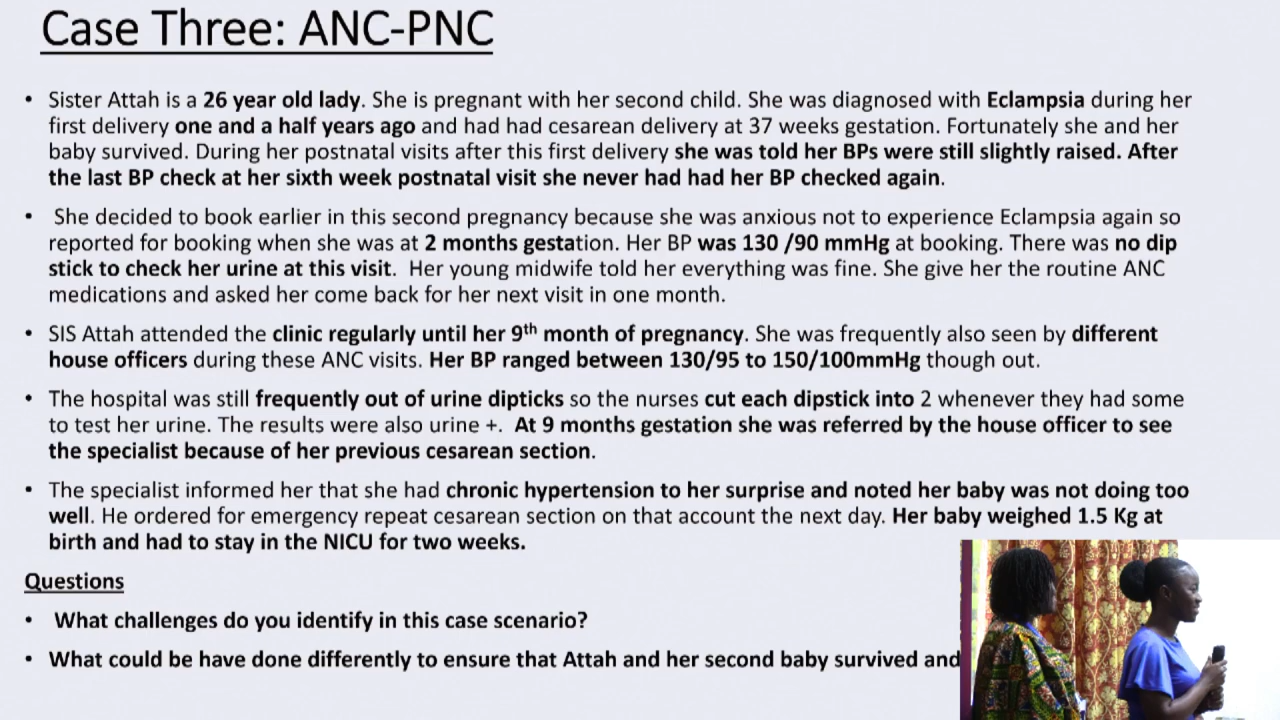 Case Three: ANC-PNC
• Sister Attah is a 26 year old lady. She is pregnant with her second child. She was diagnosed with Eclampsia during her
first delivery one and a half years ago and had had cesarean delivery at 37 weeks gestation. Fortunately she and her
baby survived. During her postnatal visits after this first delivery she was told her BPs were still slightly raised. After
the last BP check at her sixth week postnatal visit she never had had her BP checked again.
• She decided to book earlier in this second pregnancy because she was anxious not to experience Eclampsia again so
reported for booking when she was at 2 months gestation. Her BP was 130 /90 mmHg at booking. There was no dip
stick to check her urine at this visit. Her young midwife told her everything was fine. She give her the routine ANC
medications and asked her come back for her next visit in one month.
• SIS Attah attended the clinic regularly until her 9th month of pregnancy. She was frequently also seen by different
house officers during these ANC visits. Her BP ranged between 130/95 to 150/100mmHg though out.
• The hospital was still frequently out of urine dipticks so the nurses cut each dipstick into 2 whenever they had some
to test her urine. The results were also urine +. At 9 months gestation she was referred by the house officer to see
the specialist because of her previous cesarean section.
• The specialist informed her that she had chronic hypertension to her surprise and noted her baby was not doing too
well. He ordered for emergency repeat cesarean section on that account the next day. Her baby weighed 1.5 Kg at
birth and had to stay in the NICU for two weeks.
Questions
• What challenges do you identify in this case scenario?
• What could be have done differently to ensure that Attah and her second baby survived and